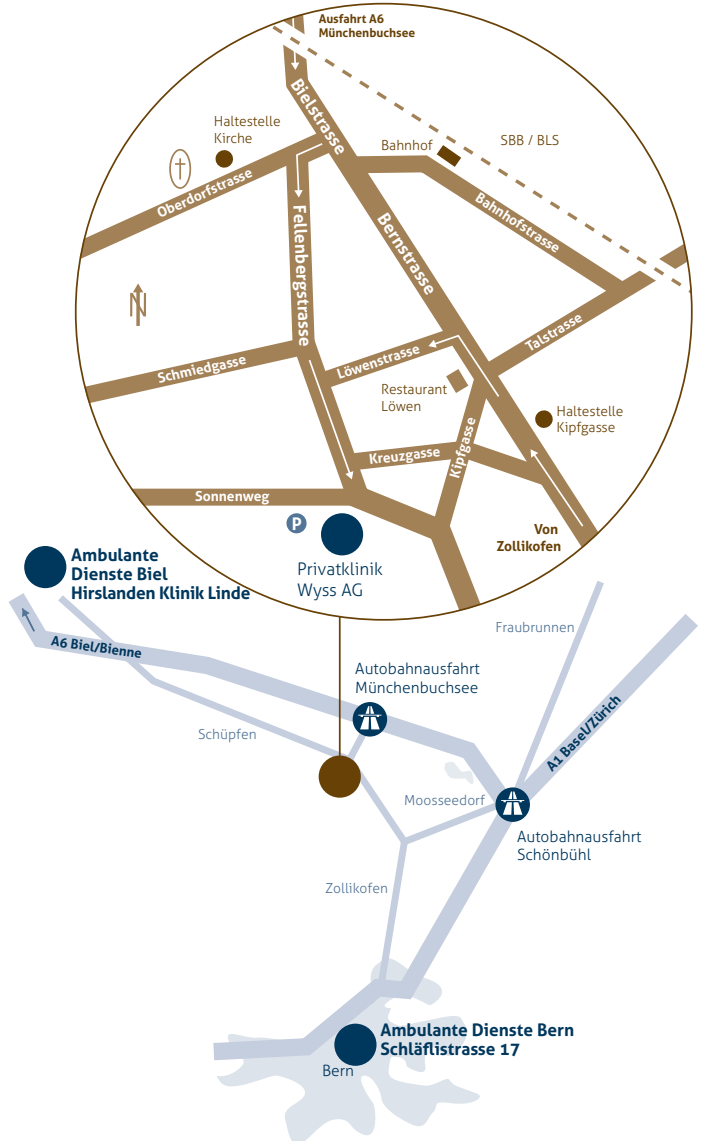 Ausfahrt A6
Münchenbuchsee
Bielstrasse
Haltestelle
Kirche
Bahnhof
SBB / BLS
Oberdorfstrasse
Bahnhofstrasse
Fellenbergstrasse
Bernstrasse
N
Talstrasse
Löwenstrasse
Schmiedgasse
Restaurant
Löwen
Haltestelle
Kipfgasse
Kipfgasse
Kreuzgasse
Sonnenweg
P
Von
Zollikofen
Privatklinik
Wyss AG
Ambulante
Dienste Biel
Hirslanden Klinik Linde
A6 Biel/Bienne
Fraubrunnen
Autobahnausfahrt
Münchenbuchsee
A1 Basel/Zürich
Schüpfen
Moosseedorf
Autobahnausfahrt
Schönbühl
Zollikofen
Ambulante Dienste Bern
Schläflistrasse 17
Bern